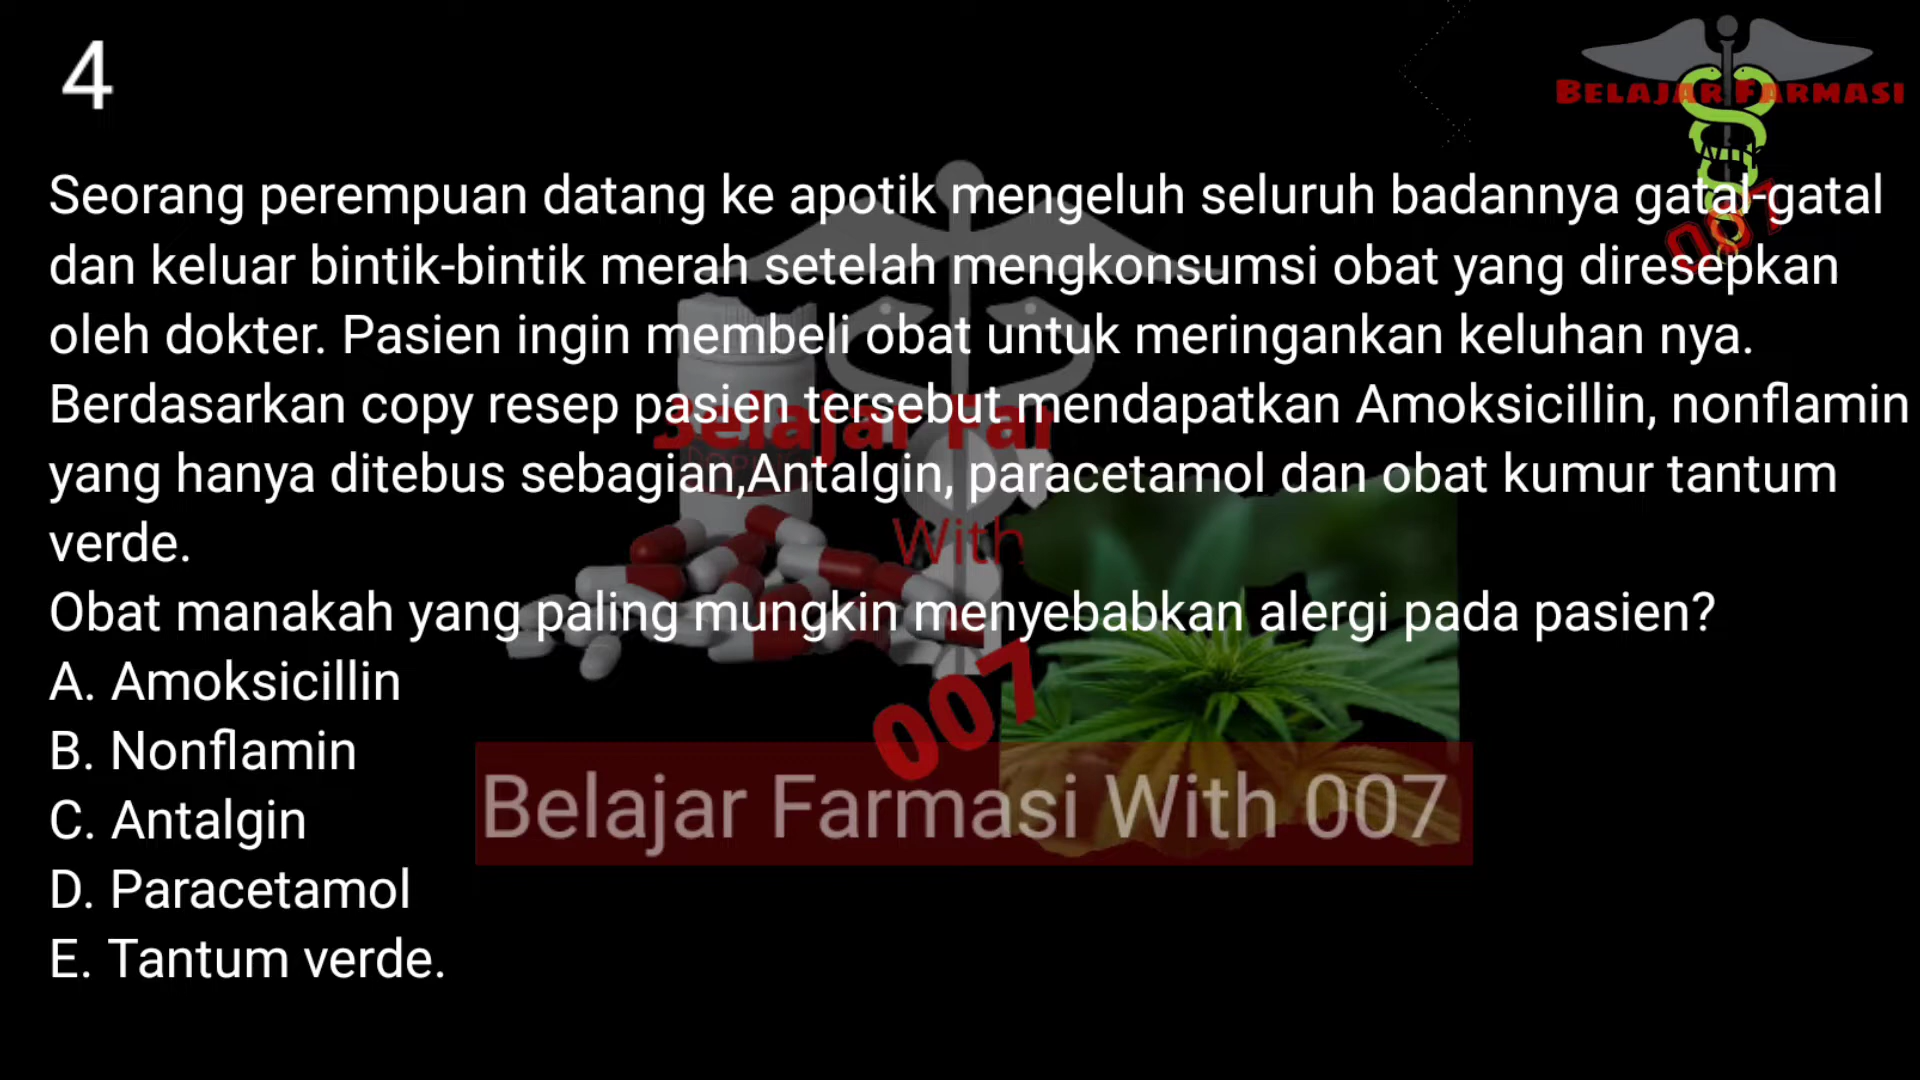 4
BELAJAR FARMASI
007
Seorang perempuan datang ke apotik mengeluh seluruh badannya gatal-gatal
dan keluar bintik-bintik merah setelah mengkonsumsi obat yang diresepkan
oleh dokter. Pasien ingin membeli obat untuk meringankan keluhan nya.
Berdasarkan copy resep pasien tersebut mendapatkan Amoksicillin, nonflamin
yang hanya ditebus sebagian,Antalgin, paracetamol dan obat kumur tantum
verde.
Obat manakah yang paling mungkin menyebabkan alergi pada pasien?
A. Amoksicillin
B. Nonflamin
C. Antalgin
D. Paracetamol
E. Tantum verde.
Belajar Far
With
007
Belajar Farmasi With 007